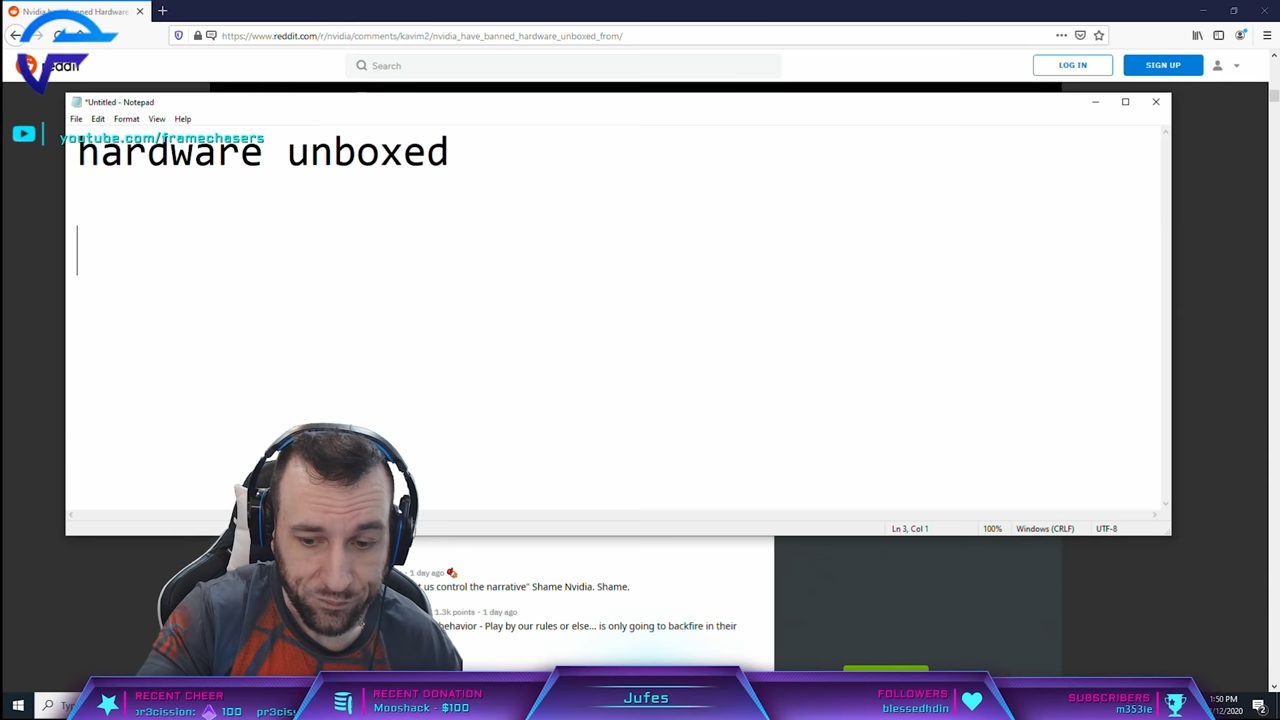 Nvidia have banned Hardware
https://www.reddit.com/r/nvidia/comments/kavim2/nvidia_have_banned_hardware_unboxed_from/
reddit
Search
LOG IN
SIGN UP
*Untitled - Notepad
File Edit Format View Help
youtube.com/framechasers
hardware unboxed
Ln 3, Col 1
100%
Windows (CRLF)
UTF-8
1 day ago
us control the narrative" Shame Nvidia. Shame.
1.3k points · 1 day ago
behavior - Play by our rules or else... is only going to backfire in their
RECENT CHEER
pr3cission: 100
RECENT DONATION
Mooshack - $100
Jufes
FOLLOWERS
blessedhdin
SUBSCRIBERS
m353ie
1:50 PM
/12/2020